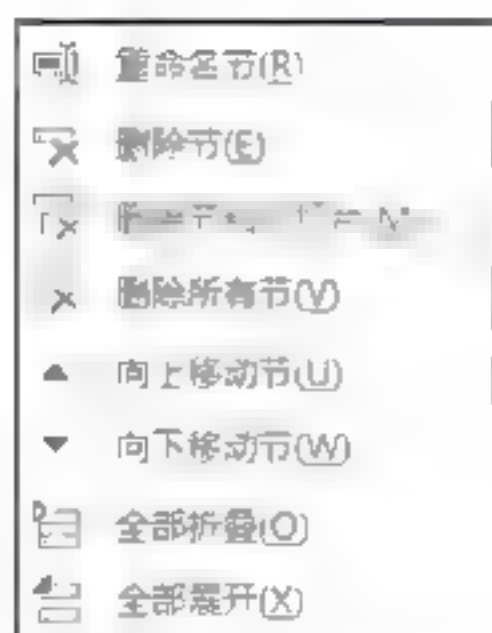 重命名节(R)
删除节(E)
删除所有节(V)
向上移动节(U)
向下移动节(W)
全部折叠(O)
全部展开(X)